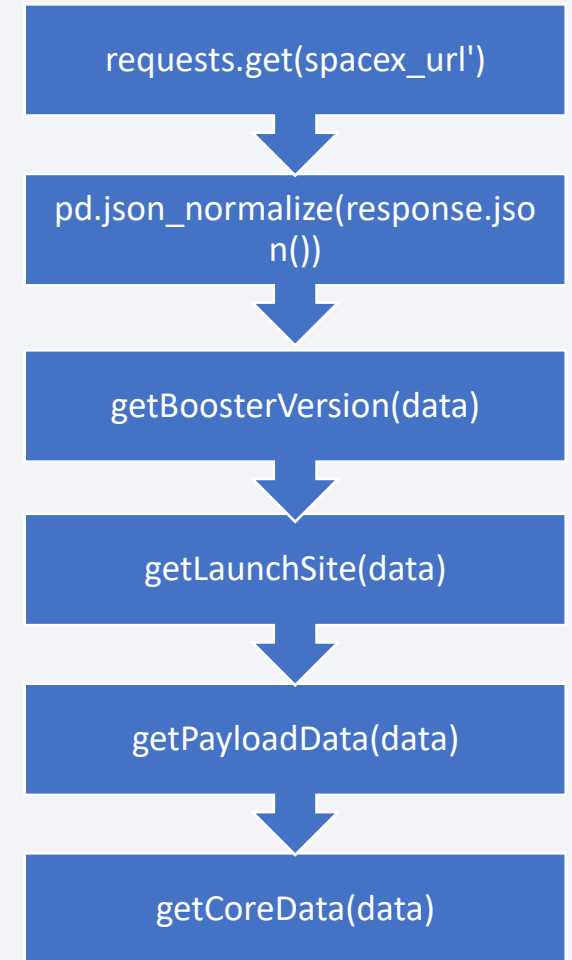 requests.get(spacex_url')
pd.json_normalize(response.jso
n())
getBoosterVersion(data)
getLaunchSite(data)
getPayloadData(data)
getCoreData(data)